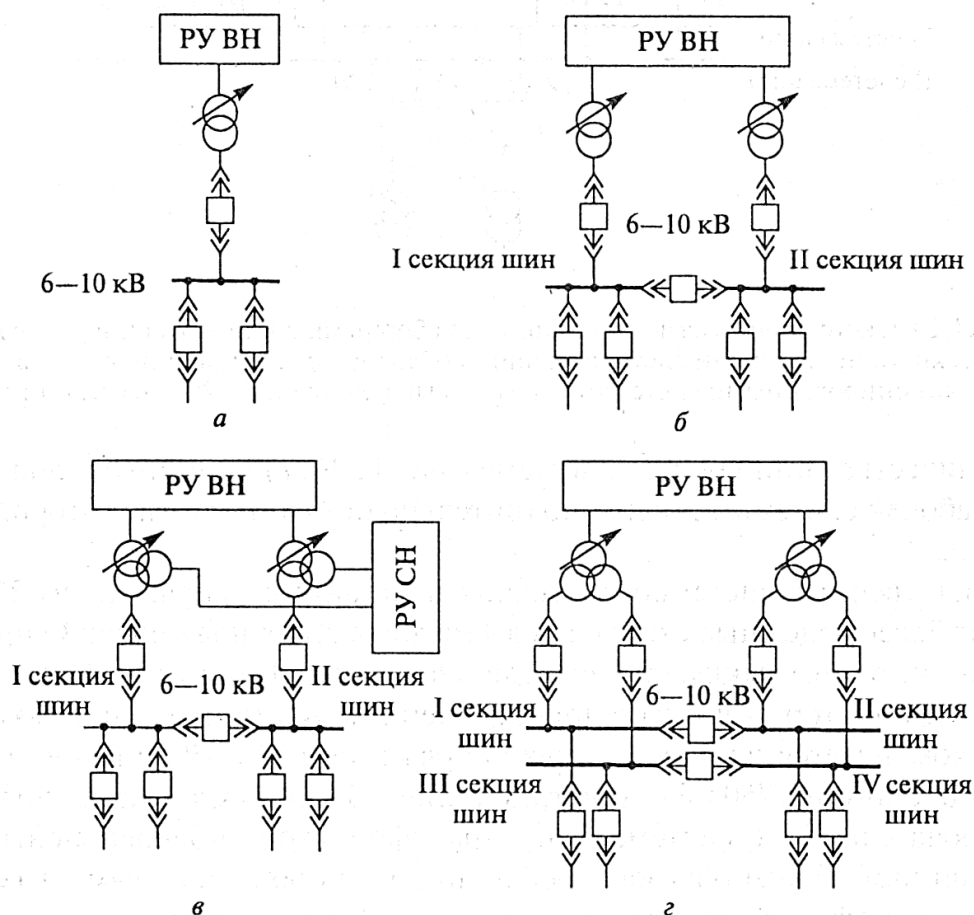 РУ ВН
6—10 кВ
а
РУ ВН
6—10 кВ
I секция шин
II секция шин
б
РУ ВН
РУ СН
I секция
шин
6—10 кВ
II секция
шин
в
РУ ВН
6—10 кВ
I секция
шин
II секция
шин
III секция
шин
IV секция
шин
г